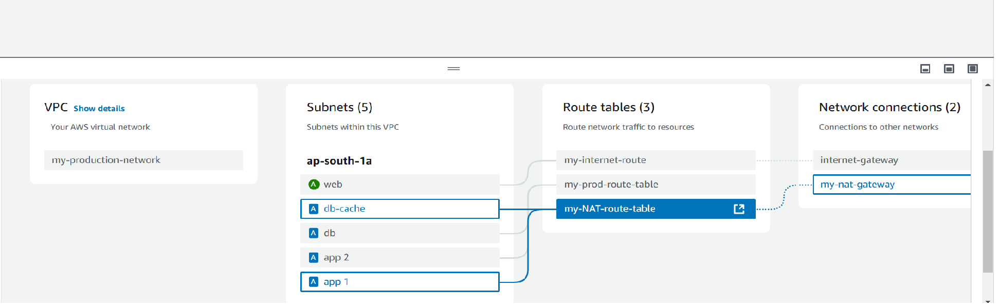 VPC Show details
Your AWS virtual network
my-production-network
Subnets (5)
Subnets within this VPC
ap-south-1a
A web
A db-cache
A db
A app 2
A app 1
Route tables (3)
Route network traffic to resources
my-internet-route
my-prod-route-table
my-NAT-route-table
Network connections (2)
Connections to other networks
internet-gateway
my-nat-gateway